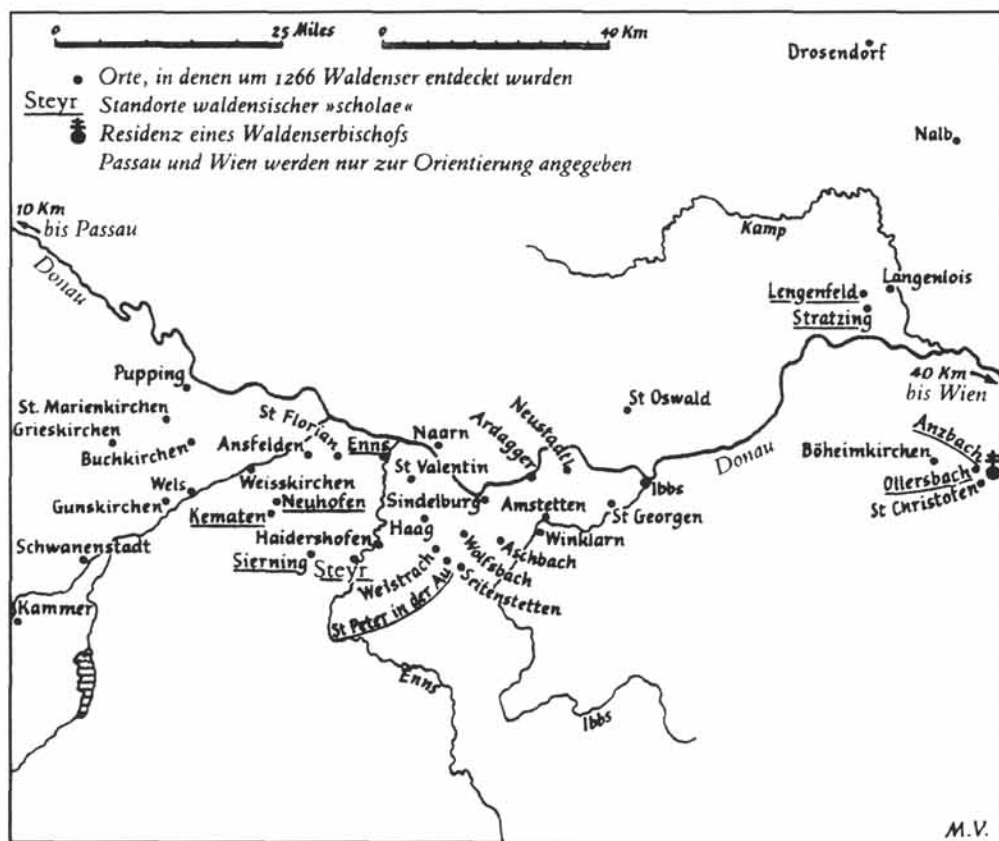 0 25 Miles 0 40 Km
Orte, in denen um 1266 Waldenser entdeckt wurden
Steyr Standorte waldensischer »scholae«
Residenz eines Waldenserbischofs
Passau und Wien werden nur zur Orientierung angegeben
Drosendorf
Nalb
10 Km
bis Passau
Donau
Kamp
Langenlois
Lengenfeld
Stratzing
40 Km
bis Wien
Pupping
St. Marienkirchen
Grieskirchen
Buchkirchen
St Florian
Ansfelden
Enns
Naarn
Ardagger
Neustadt
St Oswald
Donau
Anzbach
Böheimkirchen
Ollersbach
St Christofen
Weisskirchen
Wels
Gunskirchen
St Valentin
Sindelburg
Amstetten
Ibbs
St Georgen
Kematen
Neuhofen
Haag
Winklarn
Haidershofen
Schwanenstadt
Sierning
Steyr
Weistrach
Wolfsbach
Aschbach
St Peter in der Au
Seitenstetten
Kammer
Enns
Ibbs
M.V.